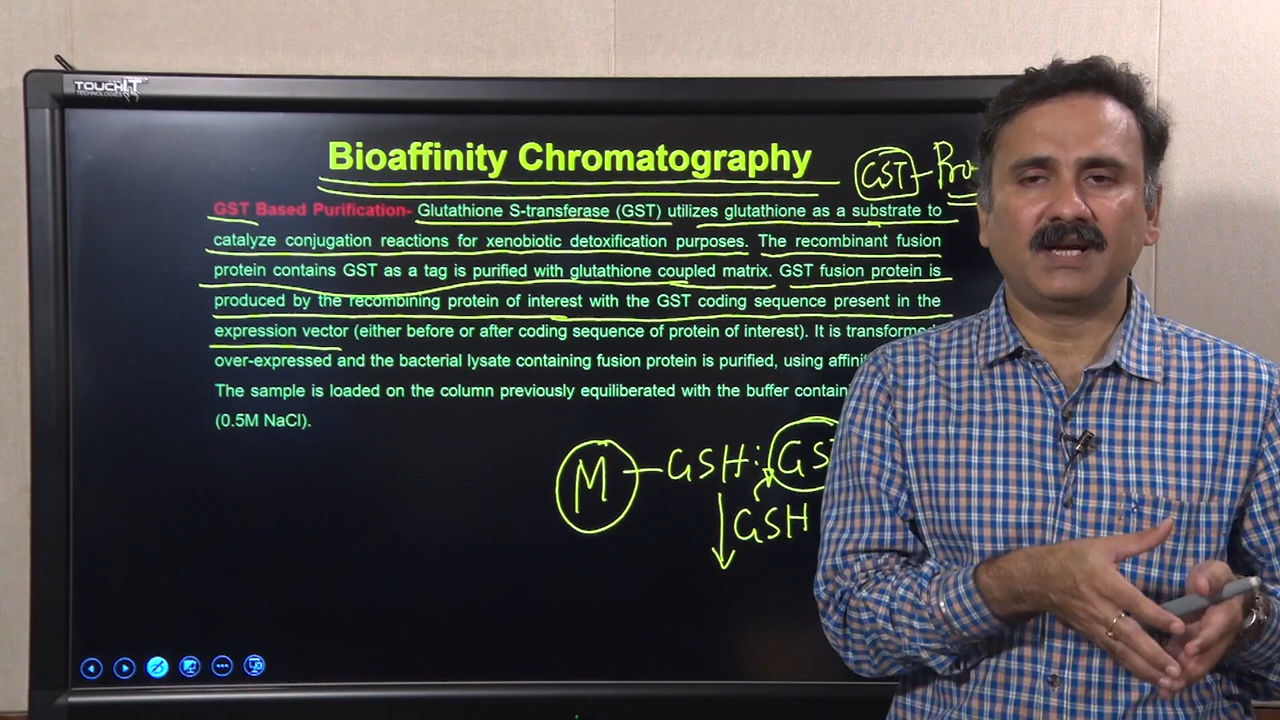 TOUCHIT
TECHNOLOGIES
Bioaffinity Chromatography
GST - Pro
GST Based Purification- Glutathione S-transferase (GST) utilizes glutathione as a substrate to
catalyze conjugation reactions for xenobiotic detoxification purposes. The recombinant fusion
protein contains GST as a tag is purified with glutathione coupled matrix. GST fusion protein is
produced by the recombining protein of interest with the GST coding sequence present in the
expression vector (either before or after coding sequence of protein of interest). It is transformed
over-expressed and the bacterial lysate containing fusion protein is purified, using
The sample is loaded on the column previously equiliberated with the buffer
(0.5M NaCl).
M - GSH : GS
GSH